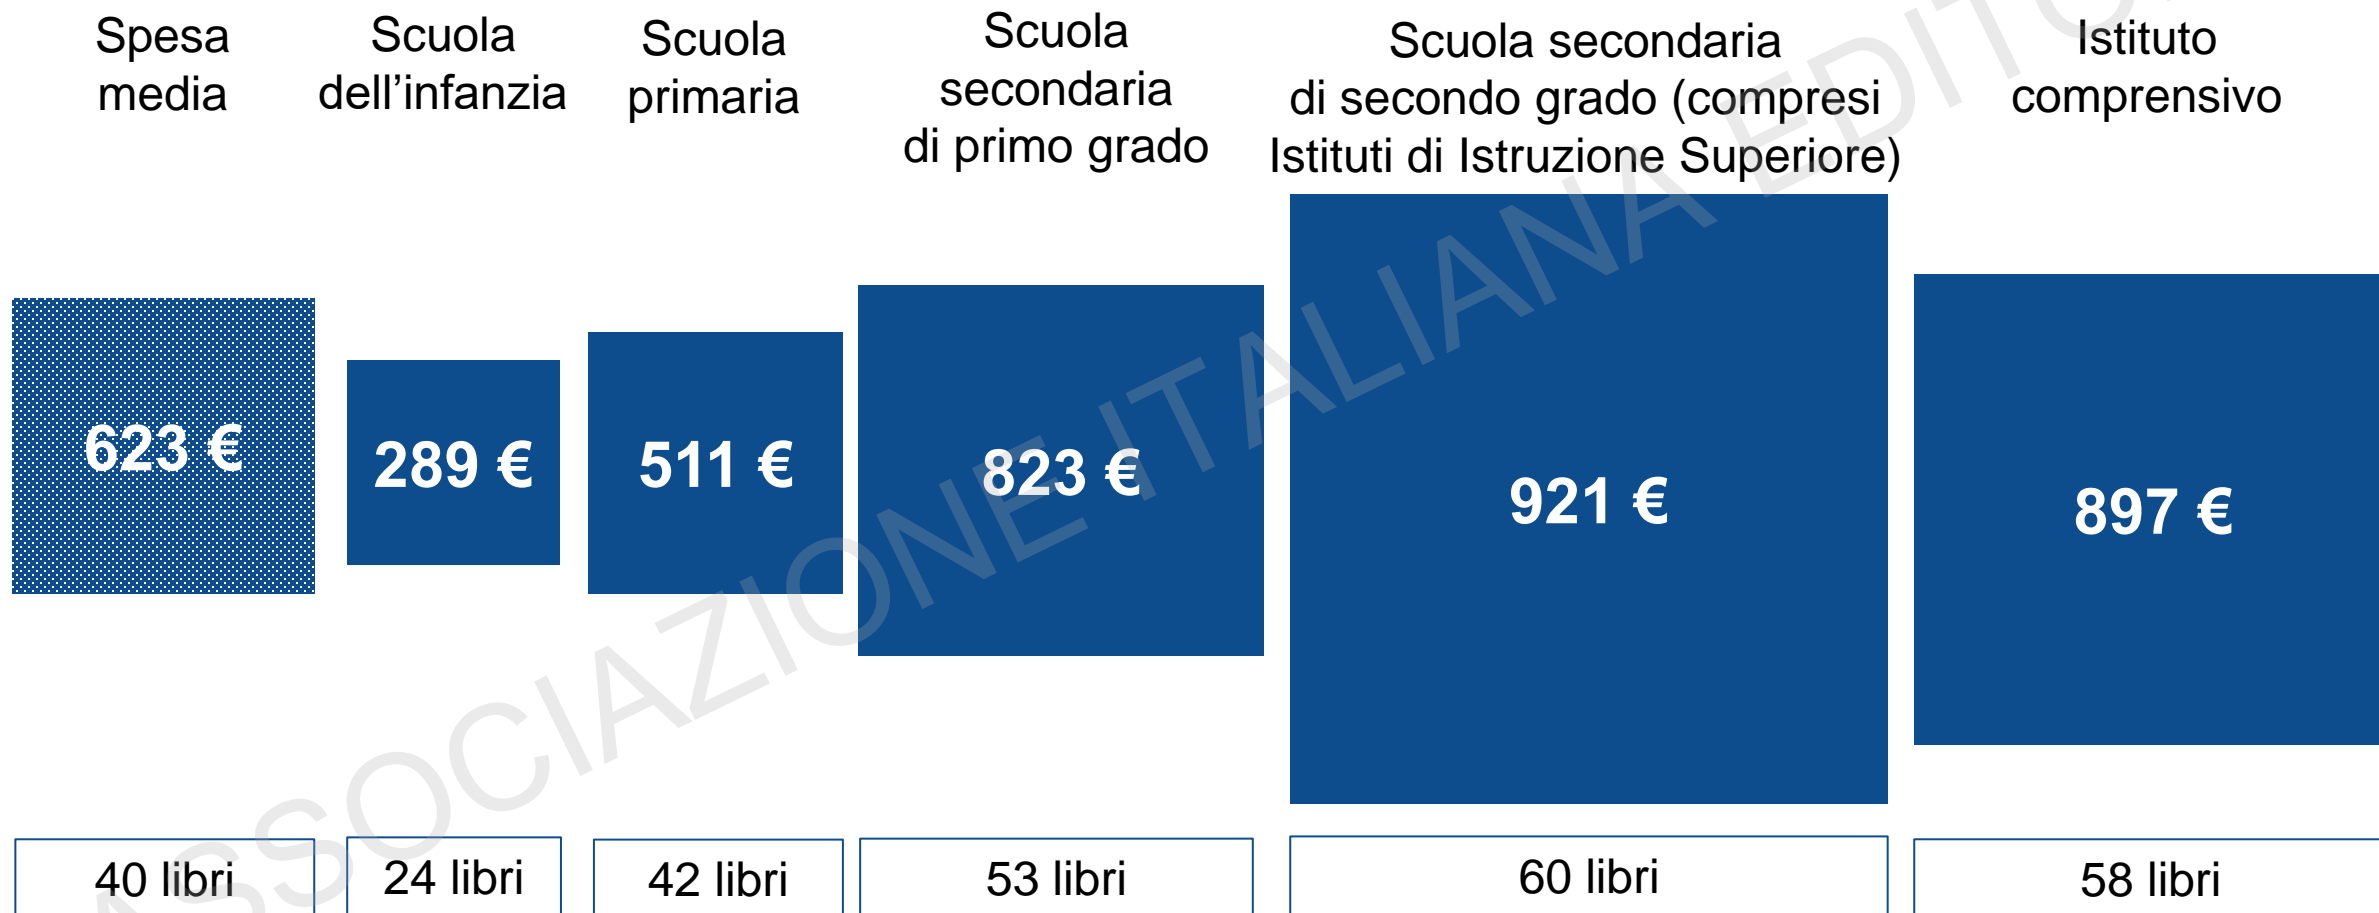 Spesa
media
Scuola
dell’infanzia
Scuola
primaria
Scuola
secondaria
di primo grado
Scuola secondaria
di secondo grado (compresi
Istituti di Istruzione Superiore)
Istituto
comprensivo
623 €
289 €
511 €
823 €
921 €
897 €
40 libri
24 libri
42 libri
53 libri
60 libri
58 libri
ASSOCIAZIONE ITALIANA